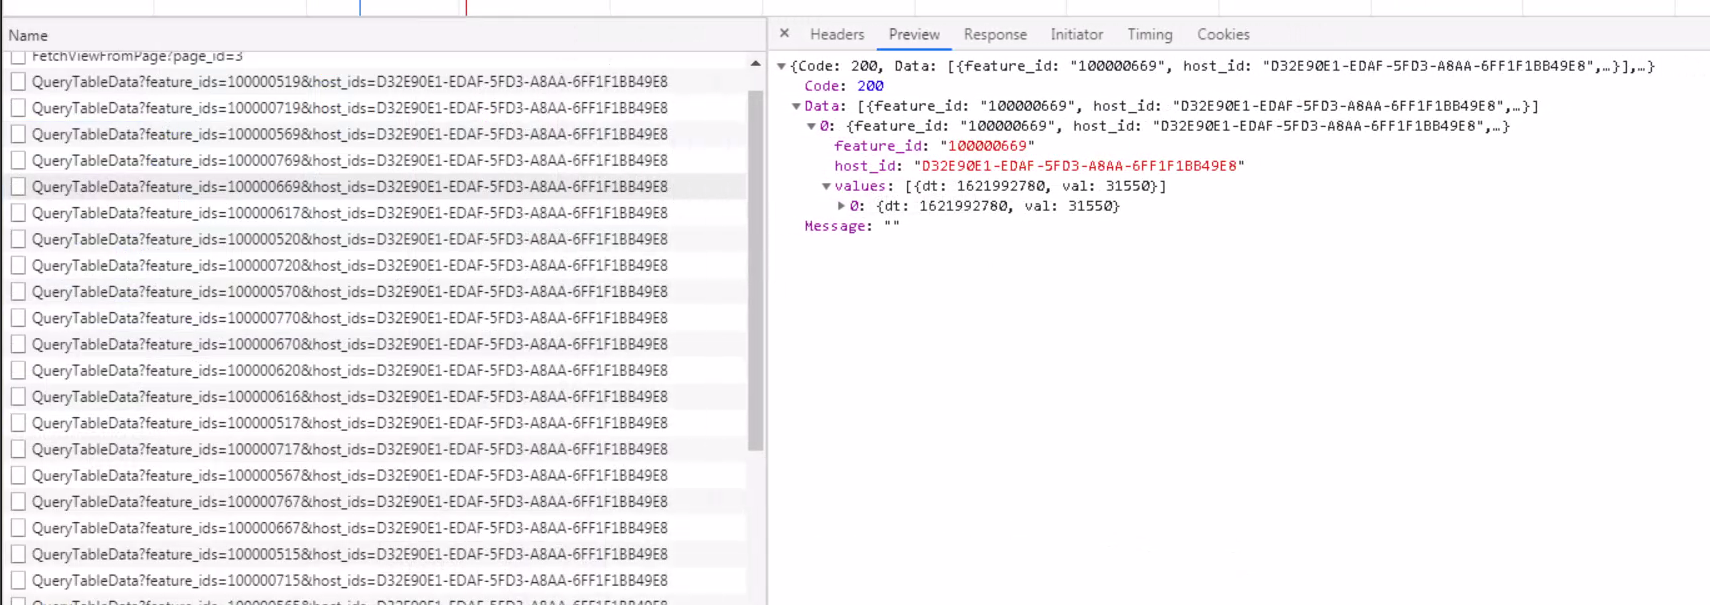 Name
FetchViewFromPage?page_id=3
QueryTableData?feature_ids=100000519&host_ids=D32E90E1-EDAF-5FD3-A8AA-6FF1F1BB49E8
QueryTableData?feature_ids=100000719&host_ids=D32E90E1-EDAF-5FD3-A8AA-6FF1F1BB49E8
QueryTableData?feature_ids=100000569&host_ids=D32E90E1-EDAF-5FD3-A8AA-6FF1F1BB49E8
QueryTableData?feature_ids=100000769&host_ids=D32E90E1-EDAF-5FD3-A8AA-6FF1F1BB49E8
QueryTableData?feature_ids=100000669&host_ids=D32E90E1-EDAF-5FD3-A8AA-6FF1F1BB49E8
QueryTableData?feature_ids=100000617&host_ids=D32E90E1-EDAF-5FD3-A8AA-6FF1F1BB49E8
QueryTableData?feature_ids=100000520&host_ids=D32E90E1-EDAF-5FD3-A8AA-6FF1F1BB49E8
QueryTableData?feature_ids=100000720&host_ids=D32E90E1-EDAF-5FD3-A8AA-6FF1F1BB49E8
QueryTableData?feature_ids=100000570&host_ids=D32E90E1-EDAF-5FD3-A8AA-6FF1F1BB49E8
QueryTableData?feature_ids=100000770&host_ids=D32E90E1-EDAF-5FD3-A8AA-6FF1F1BB49E8
QueryTableData?feature_ids=100000670&host_ids=D32E90E1-EDAF-5FD3-A8AA-6FF1F1BB49E8
QueryTableData?feature_ids=100000620&host_ids=D32E90E1-EDAF-5FD3-A8AA-6FF1F1BB49E8
QueryTableData?feature_ids=100000616&host_ids=D32E90E1-EDAF-5FD3-A8AA-6FF1F1BB49E8
QueryTableData?feature_ids=100000517&host_ids=D32E90E1-EDAF-5FD3-A8AA-6FF1F1BB49E8
QueryTableData?feature_ids=100000717&host_ids=D32E90E1-EDAF-5FD3-A8AA-6FF1F1BB49E8
QueryTableData?feature_ids=100000567&host_ids=D32E90E1-EDAF-5FD3-A8AA-6FF1F1BB49E8
QueryTableData?feature_ids=100000767&host_ids=D32E90E1-EDAF-5FD3-A8AA-6FF1F1BB49E8
QueryTableData?feature_ids=100000667&host_ids=D32E90E1-EDAF-5FD3-A8AA-6FF1F1BB49E8
QueryTableData?feature_ids=100000515&host_ids=D32E90E1-EDAF-5FD3-A8AA-6FF1F1BB49E8
QueryTableData?feature_ids=100000715&host_ids=D32E90E1-EDAF-5FD3-A8AA-6FF1F1BB49E8
Headers Preview Response Initiator Timing Cookies
{Code: 200, Data: [{feature_id: "100000669", host_id: "D32E90E1-EDAF-5FD3-A8AA-6FF1F1BB49E8",…}],…}
Code: 200
Data: [{feature_id: "100000669", host_id: "D32E90E1-EDAF-5FD3-A8AA-6FF1F1BB49E8",…}]
0: {feature_id: "100000669", host_id: "D32E90E1-EDAF-5FD3-A8AA-6FF1F1BB49E8",…}
feature_id: "100000669"
host_id: "D32E90E1-EDAF-5FD3-A8AA-6FF1F1BB49E8"
values: [{dt: 1621992780, val: 31550}]
0: {dt: 1621992780, val: 31550}
Message: ""